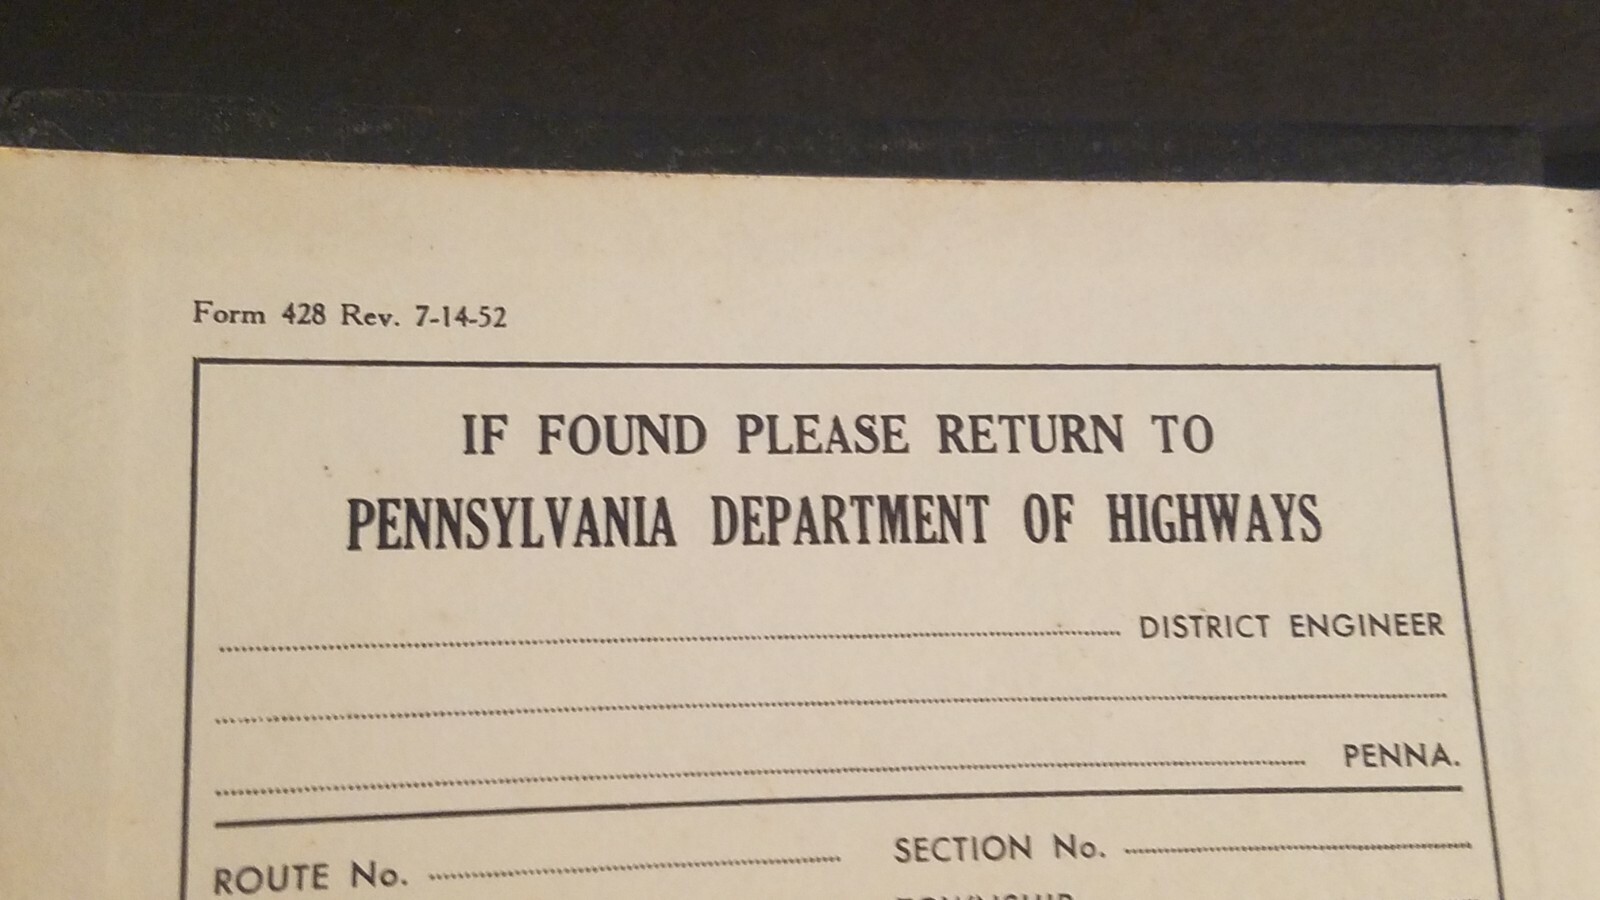 Form 428 Rev. 7-14-52
IF FOUND PLEASE RETURN TO
PENNSYLVANIA DEPARTMENT OF HIGHWAYS
DISTRICT ENGINEER
PENNA.
ROUTE No. SECTION No.